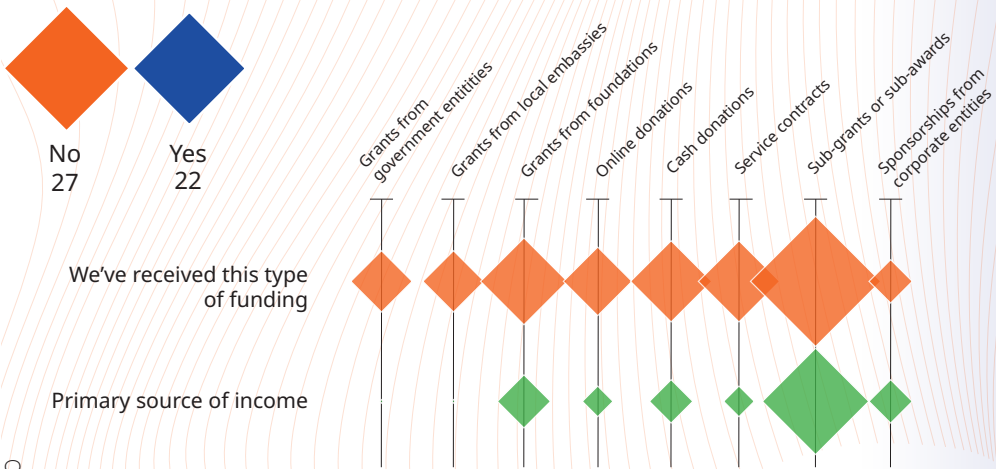 No
27
Yes
22
Grants from
government entitities
Grants from local embassies
Grants from foundations
Online donations
Cash donations
Service contracts
Sub-grants or sub-awards
Sponsorships from
corporate entities
We've received this type
of funding
Primary source of income